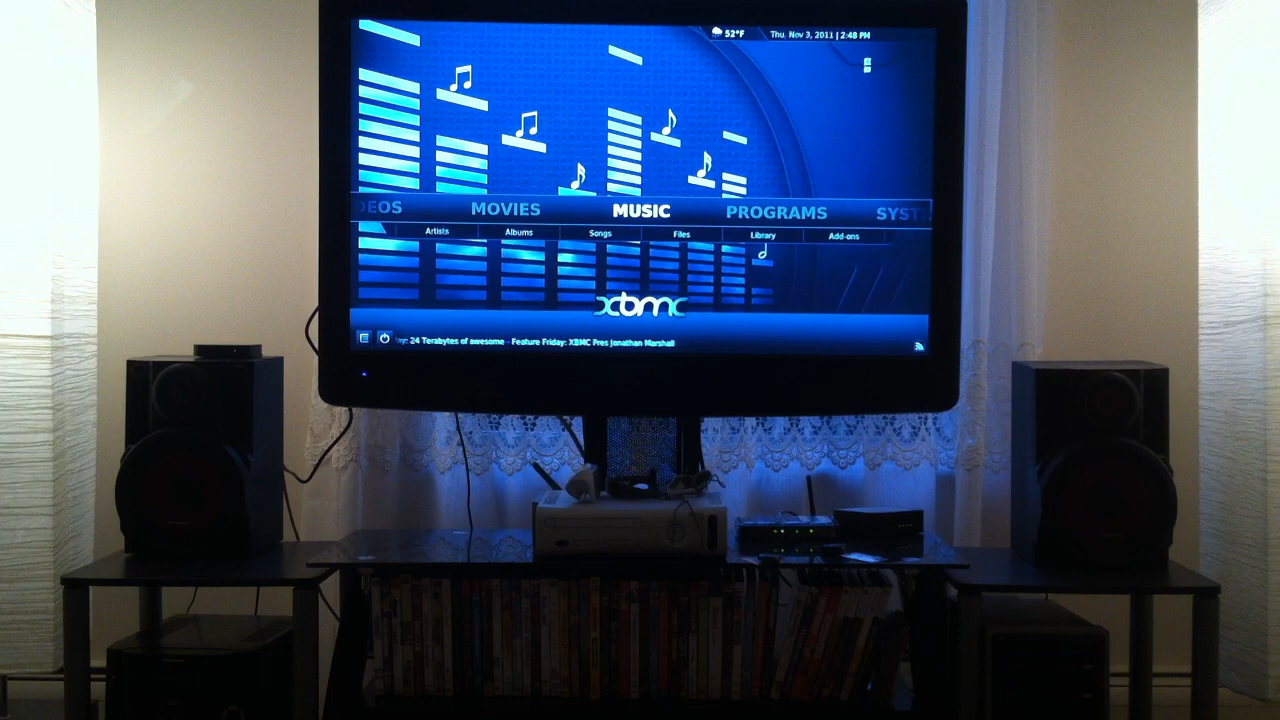 52°F Thu, Nov 3, 2011 | 2:48 PM
DEOS MOVIES MUSIC PROGRAMS SYST
Artists Albums Songs Files Library Add-ons
xbmc
24 Terabytes of awesome - Feature Friday: XBMC Pres Jonathan Marshall